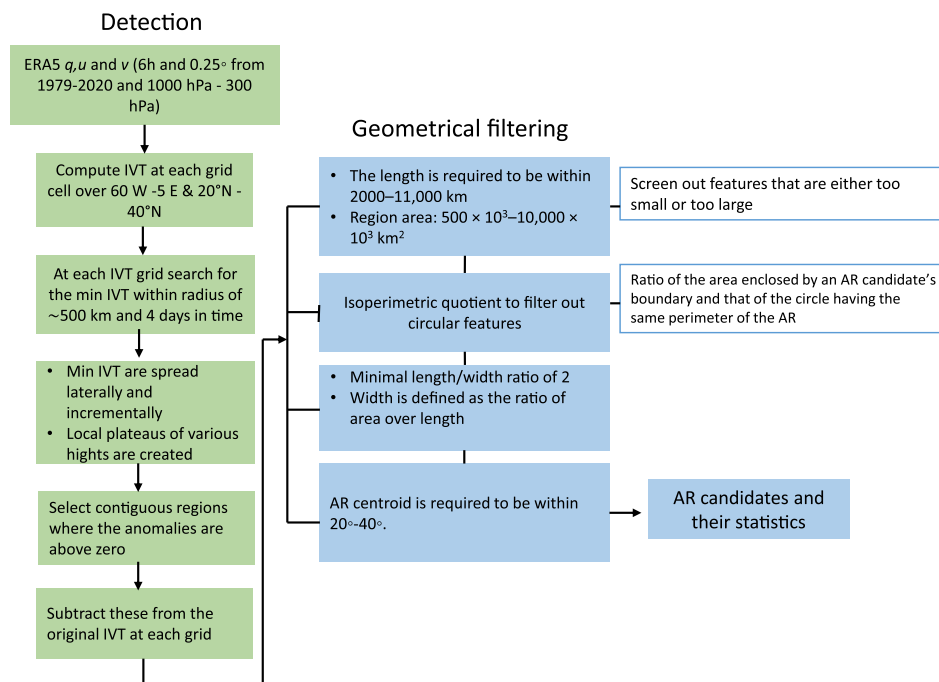 Detection
ERA5 q,u and v (6h and 0.25◦ from
1979-2020 and 1000 hPa - 300
hPa)
Compute IVT at each grid
cell over 60 W -5 E & 20°N -
40°N
At each IVT grid search for
the min IVT within radius of
~500 km and 4 days in time
• Min IVT are spread
laterally and
incrementally
• Local plateaus of various
hights are created
Select contiguous regions
where the anomalies are
above zero
Subtract these from the
original IVT at each grid
Geometrical filtering
• The length is required to be within
2000–11,000 km
• Region area: 500 × 10³–10,000 ×
10³ km²
Screen out features that are either too
small or too large
Isoperimetric quotient to filter out
circular features
Ratio of the area enclosed by an AR candidate’s
boundary and that of the circle having the
same perimeter of the AR
• Minimal length/width ratio of 2
• Width is defined as the ratio of
area over length
AR centroid is required to be within
20◦-40◦.
AR candidates and
their statistics